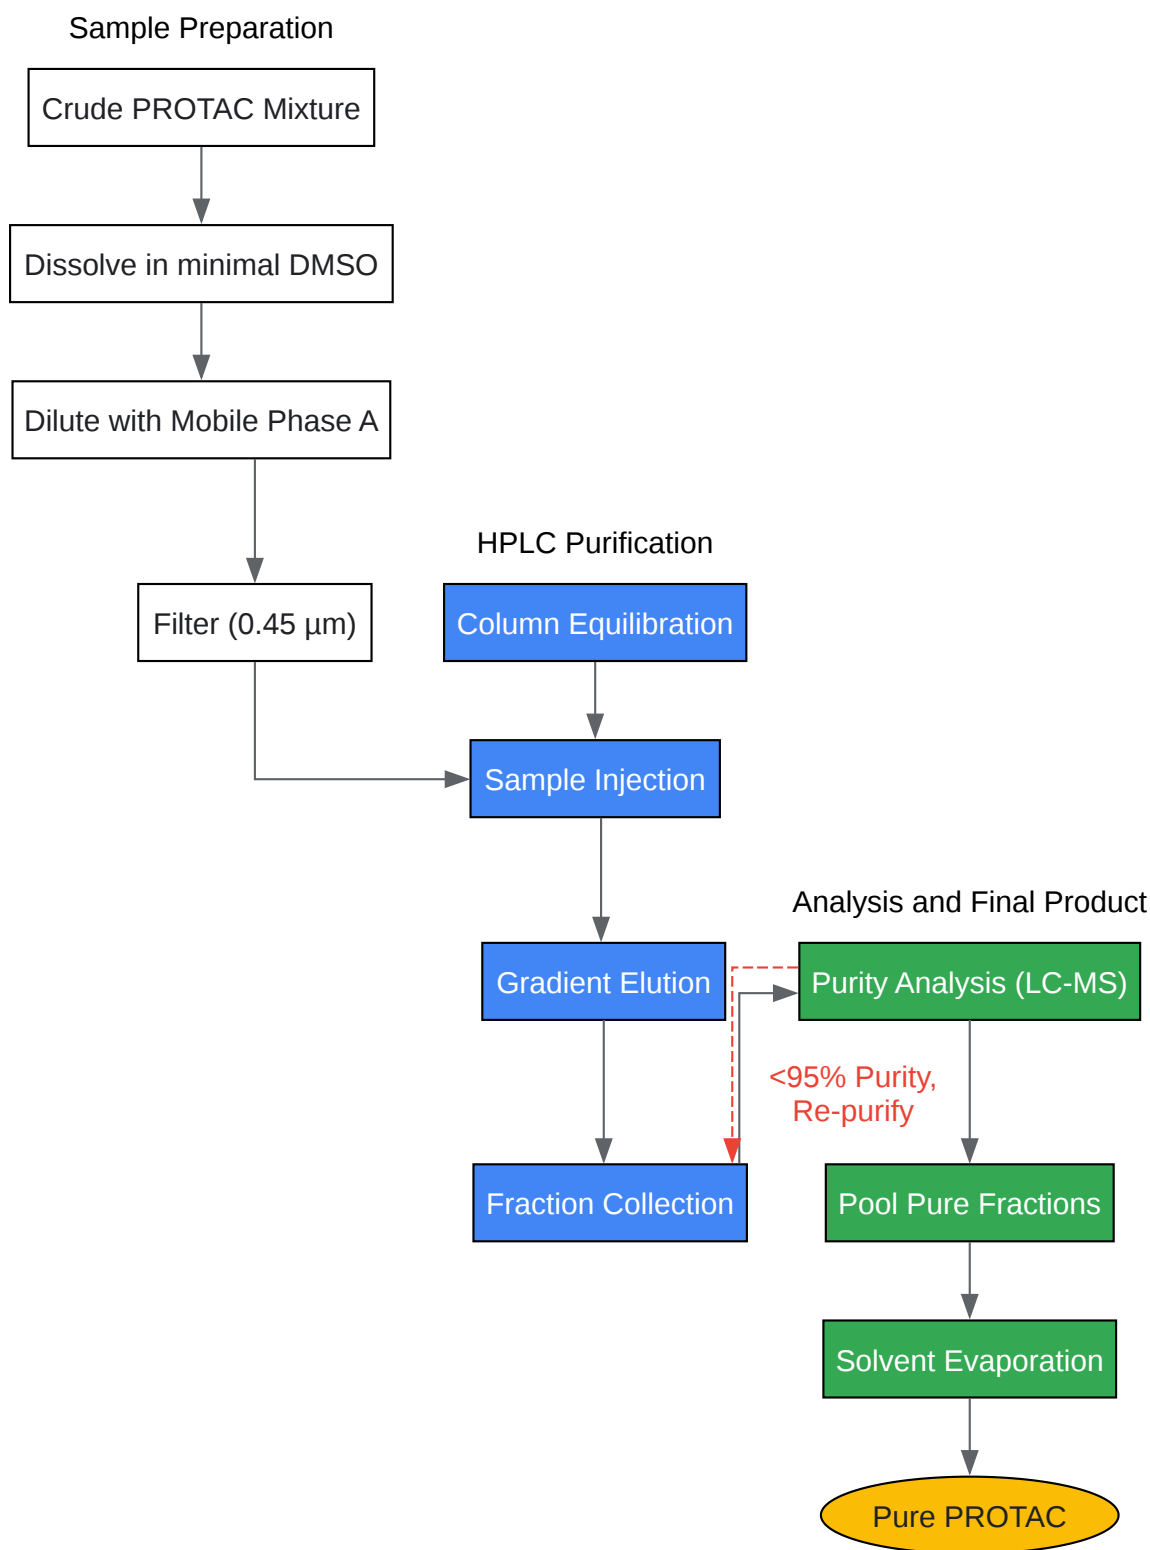 Sample Preparation
Crude PROTAC Mixture
Dissolve in minimal DMSO
Dilute with Mobile Phase A
Filter (0.45 µm)
HPLC Purification
Column Equilibration
Sample Injection
Gradient Elution
Fraction Collection
Analysis and Final Product
Purity Analysis (LC-MS)
<95% Purity,
Re-purify
Pool Pure Fractions
Solvent Evaporation
Pure PROTAC